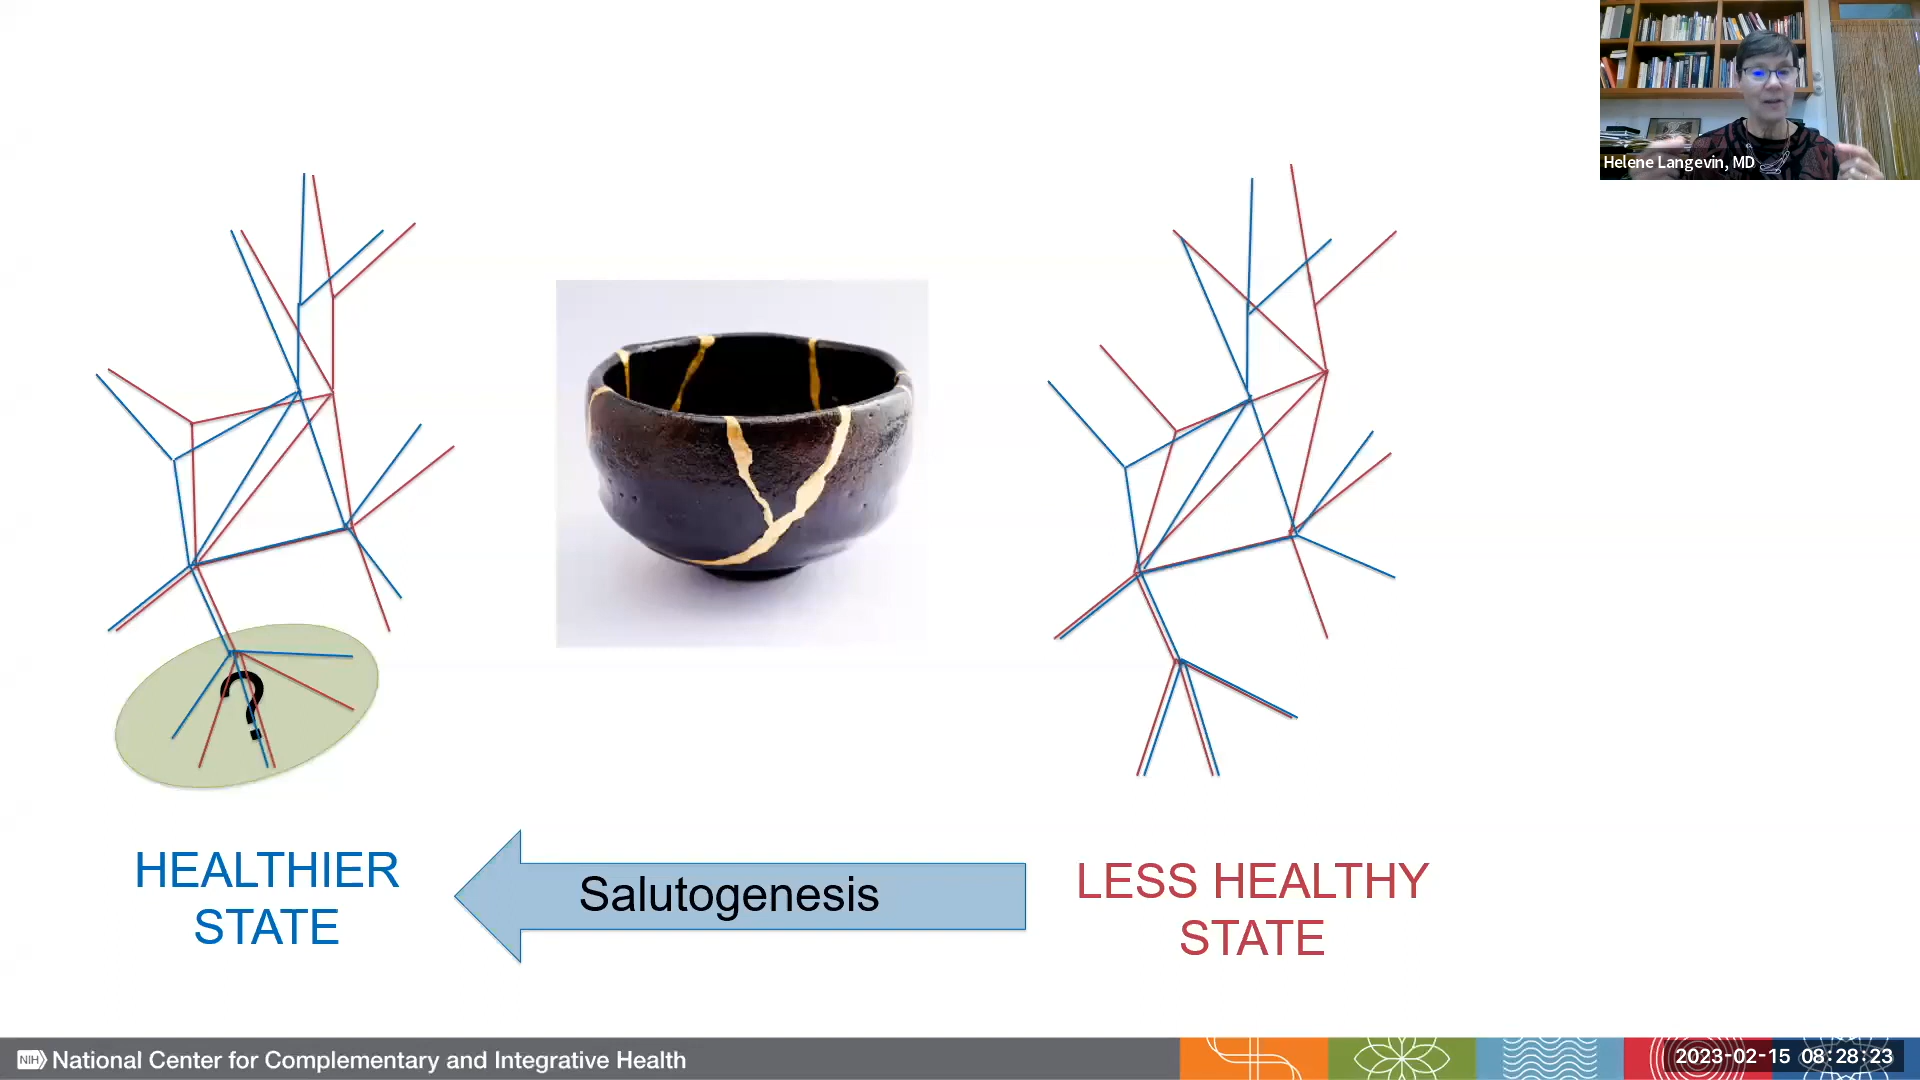 Helene Langevin, MD
?
HEALTHIER
STATE
Salutogenesis
LESS HEALTHY
STATE
NIH National Center for Complementary and Integrative Health
2023-02-15 08:28:23